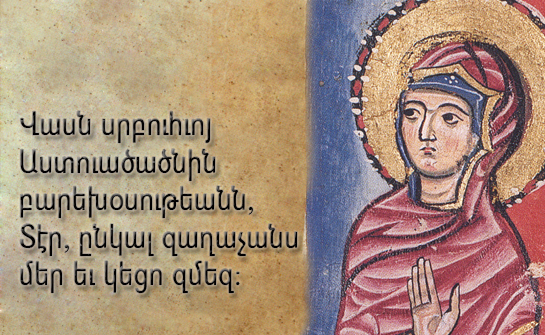 Վասն սրբուհւոյ
Աստուածածնին
բարեխօսութեանն,
Տէր, ընկալ զաղաչանս
մեր եւ կեցո զմեզ: